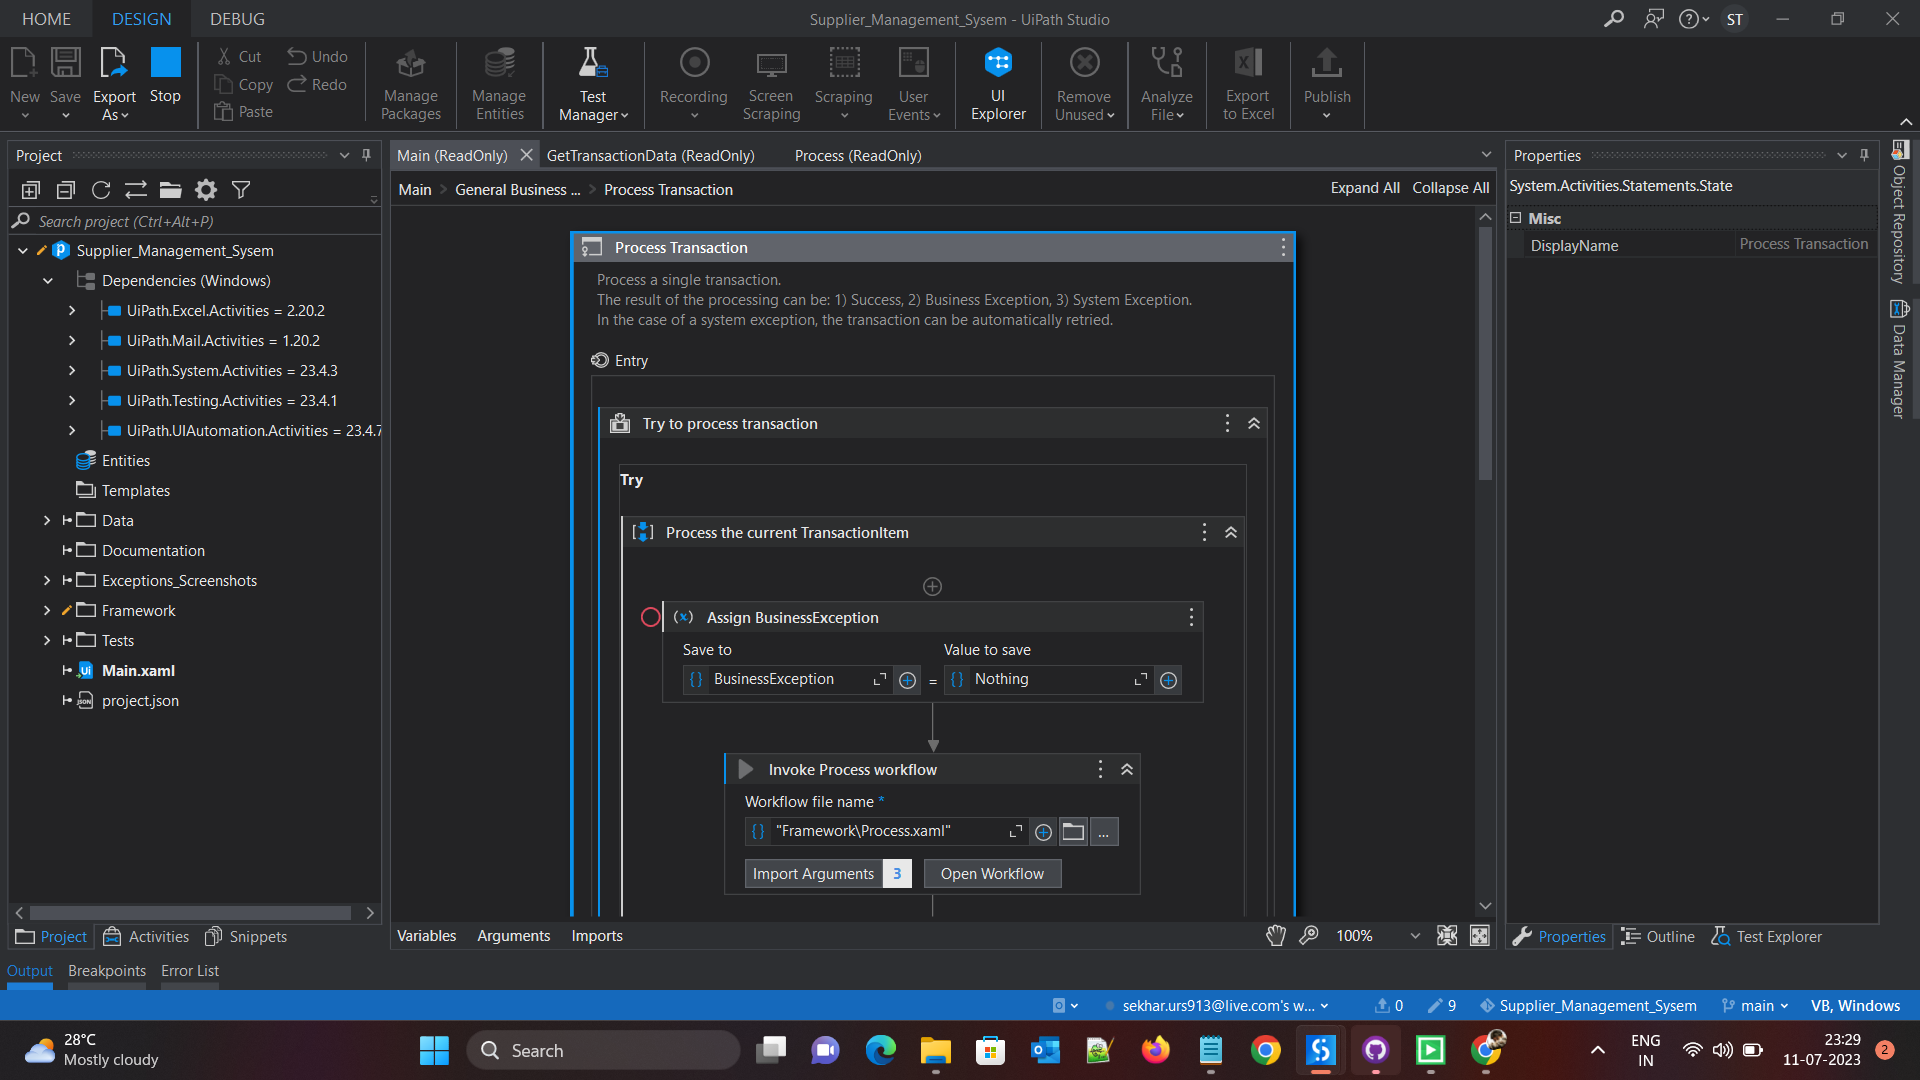 HOME DESIGN DEBUG
Supplier_Management_Sysem - UiPath Studio
ST
New
Save
Export As
Stop
Cut
Copy
Paste
Undo
Redo
Manage Packages
Manage Entities
Test Manager
Recording
Screen Scraping
Scraping
User Events
UI Explorer
Remove Unused
Analyze File
Export to Excel
Publish
Project
Search project (Ctrl+Alt+P)
Supplier_Management_Sysem
Dependencies (Windows)
UiPath.Excel.Activities = 2.20.2
UiPath.Mail.Activities = 1.20.2
UiPath.System.Activities = 23.4.3
UiPath.Testing.Activities = 23.4.1
UiPath.UIAutomation.Activities = 23.4.7
Entities
Templates
Data
Documentation
Exceptions_Screenshots
Framework
Tests
Main.xaml
project.json
Project Activities Snippets
Main (ReadOnly) GetTransactionData (ReadOnly) Process (ReadOnly)
Main > General Business ... > Process Transaction
Expand All Collapse All
Process Transaction
Process a single transaction.
The result of the processing can be: 1) Success, 2) Business Exception, 3) System Exception.
In the case of a system exception, the transaction can be automatically retried.
Entry
Try to process transaction
Try
Process the current TransactionItem
Assign BusinessException
Save to Value to save
BusinessException = Nothing
Invoke Process workflow
Workflow file name *
"Framework\Process.xaml" ...
Import Arguments 3 Open Workflow
Variables Arguments Imports
100%
Properties
System.Activities.Statements.State
Misc
DisplayName Process Transaction
Object Repository
Data Manager
Properties Outline Test Explorer
Output Breakpoints Error List
sekhar.urs913@live.com's w... 0 9 Supplier_Management_Sysem main VB, Windows
28°C
Mostly cloudy
Search
ENG
IN
23:29
11-07-2023
2